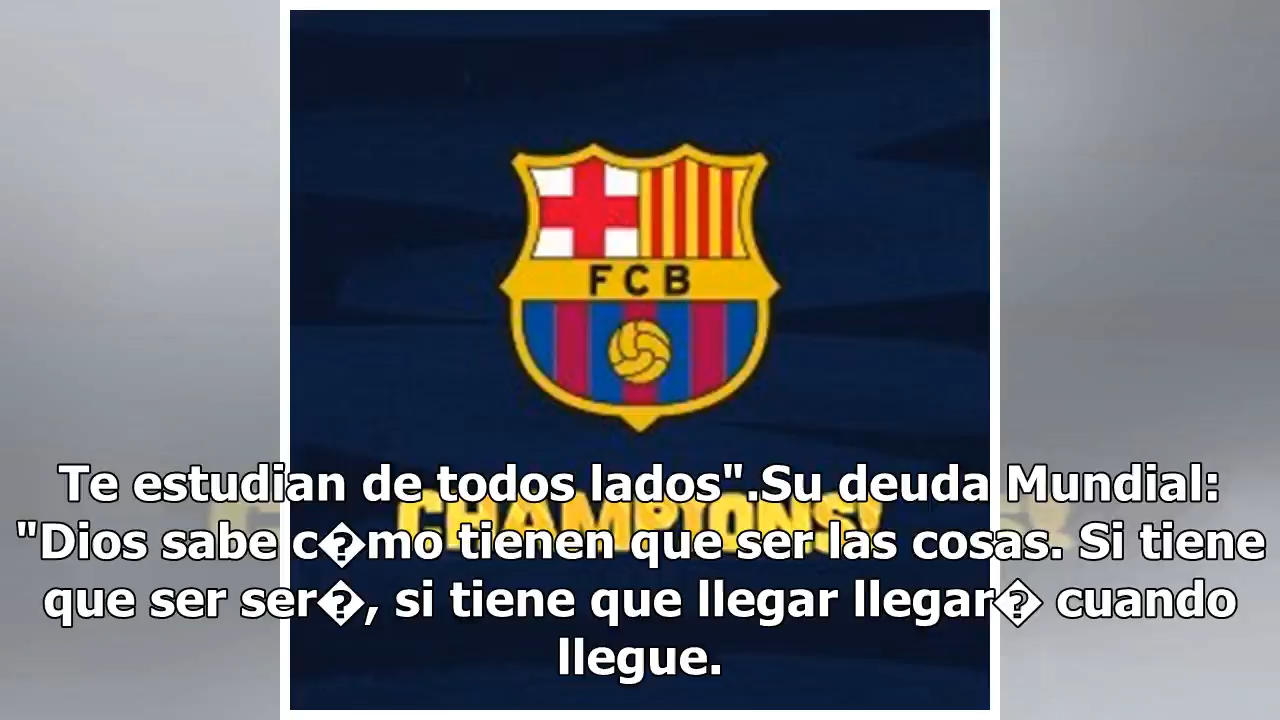 FCB
CHAMPIONS!
Te estudian de todos lados".Su deuda Mundial:
"Dios sabe c�mo tienen que ser las cosas. Si tiene
que ser ser�, si tiene que llegar llegar� cuando
llegue.